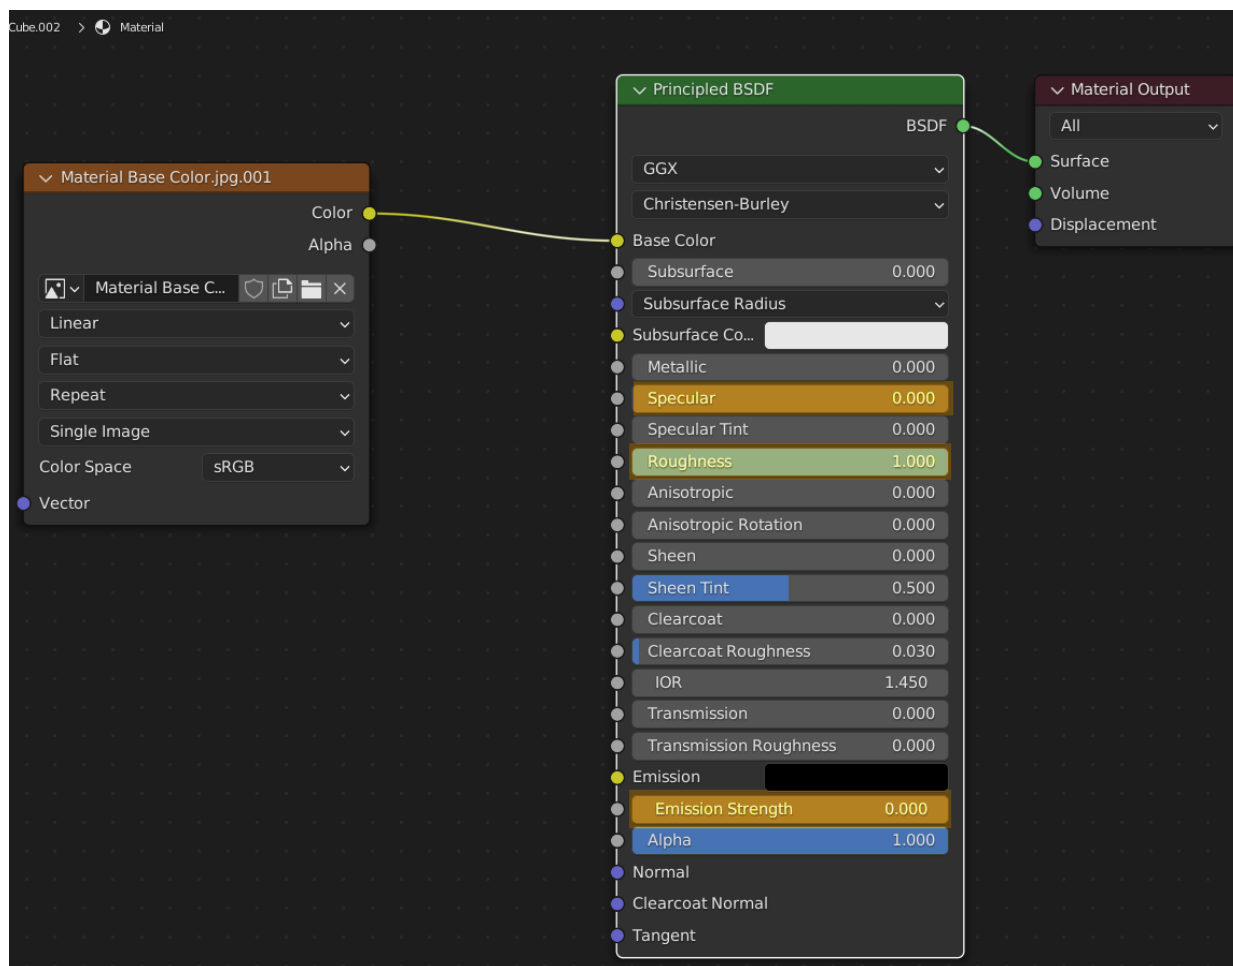 Cube.002 > Material
Material Base Color.jpg.001
Color
Alpha
Material Base C...
Linear
Flat
Repeat
Single Image
Color Space sRGB
Vector
Principled BSDF
BSDF
GGX
Christensen-Burley
Base Color
Subsurface 0.000
Subsurface Radius
Subsurface Co...
Metallic 0.000
Specular 0.000
Specular Tint 0.000
Roughness 1.000
Anisotropic 0.000
Anisotropic Rotation 0.000
Sheen 0.000
Sheen Tint 0.500
Clearcoat 0.000
Clearcoat Roughness 0.030
IOR 1.450
Transmission 0.000
Transmission Roughness 0.000
Emission
Emission Strength 0.000
Alpha 1.000
Normal
Clearcoat Normal
Tangent
Material Output
All
Surface
Volume
Displacement